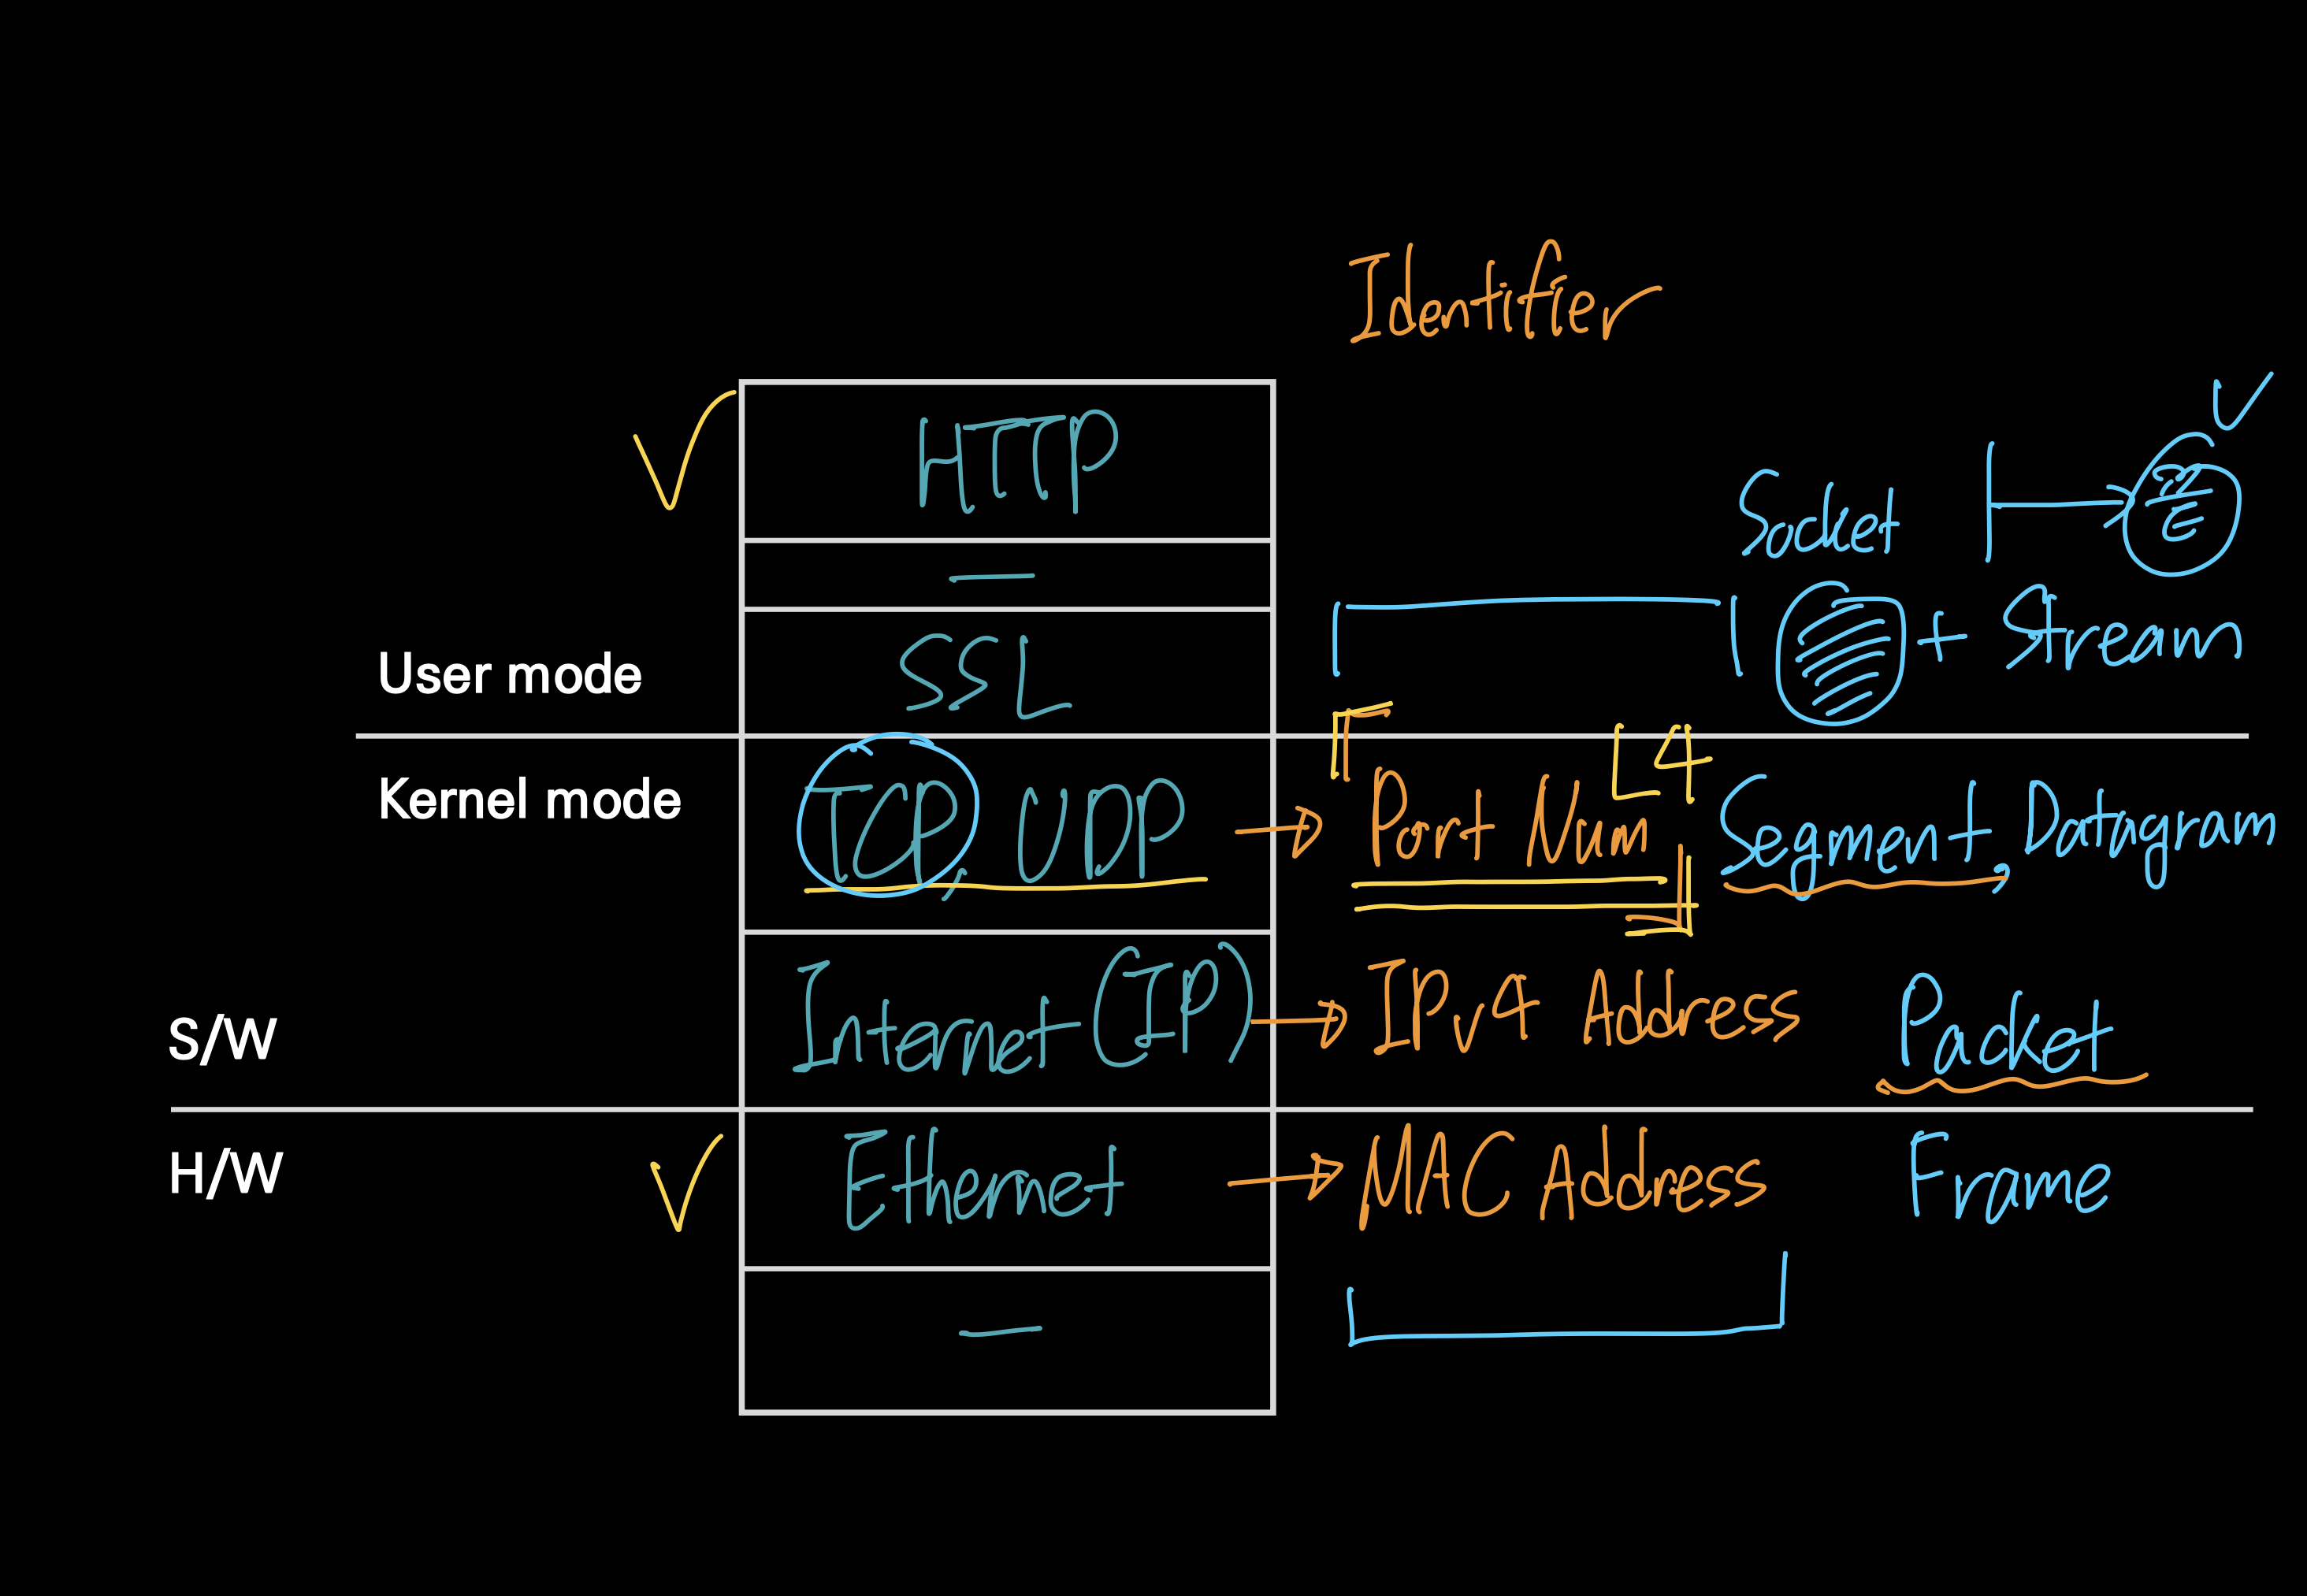 Identifier
HTTP
Socket
User mode
SSL
+ Stream
Kernel mode
TCP, UDP
Port Num
L4
Segment, Datagram
S/W
Internet (IP)
IPv4 Address
Packet
H/W
Ethernet
MAC Address
Frame